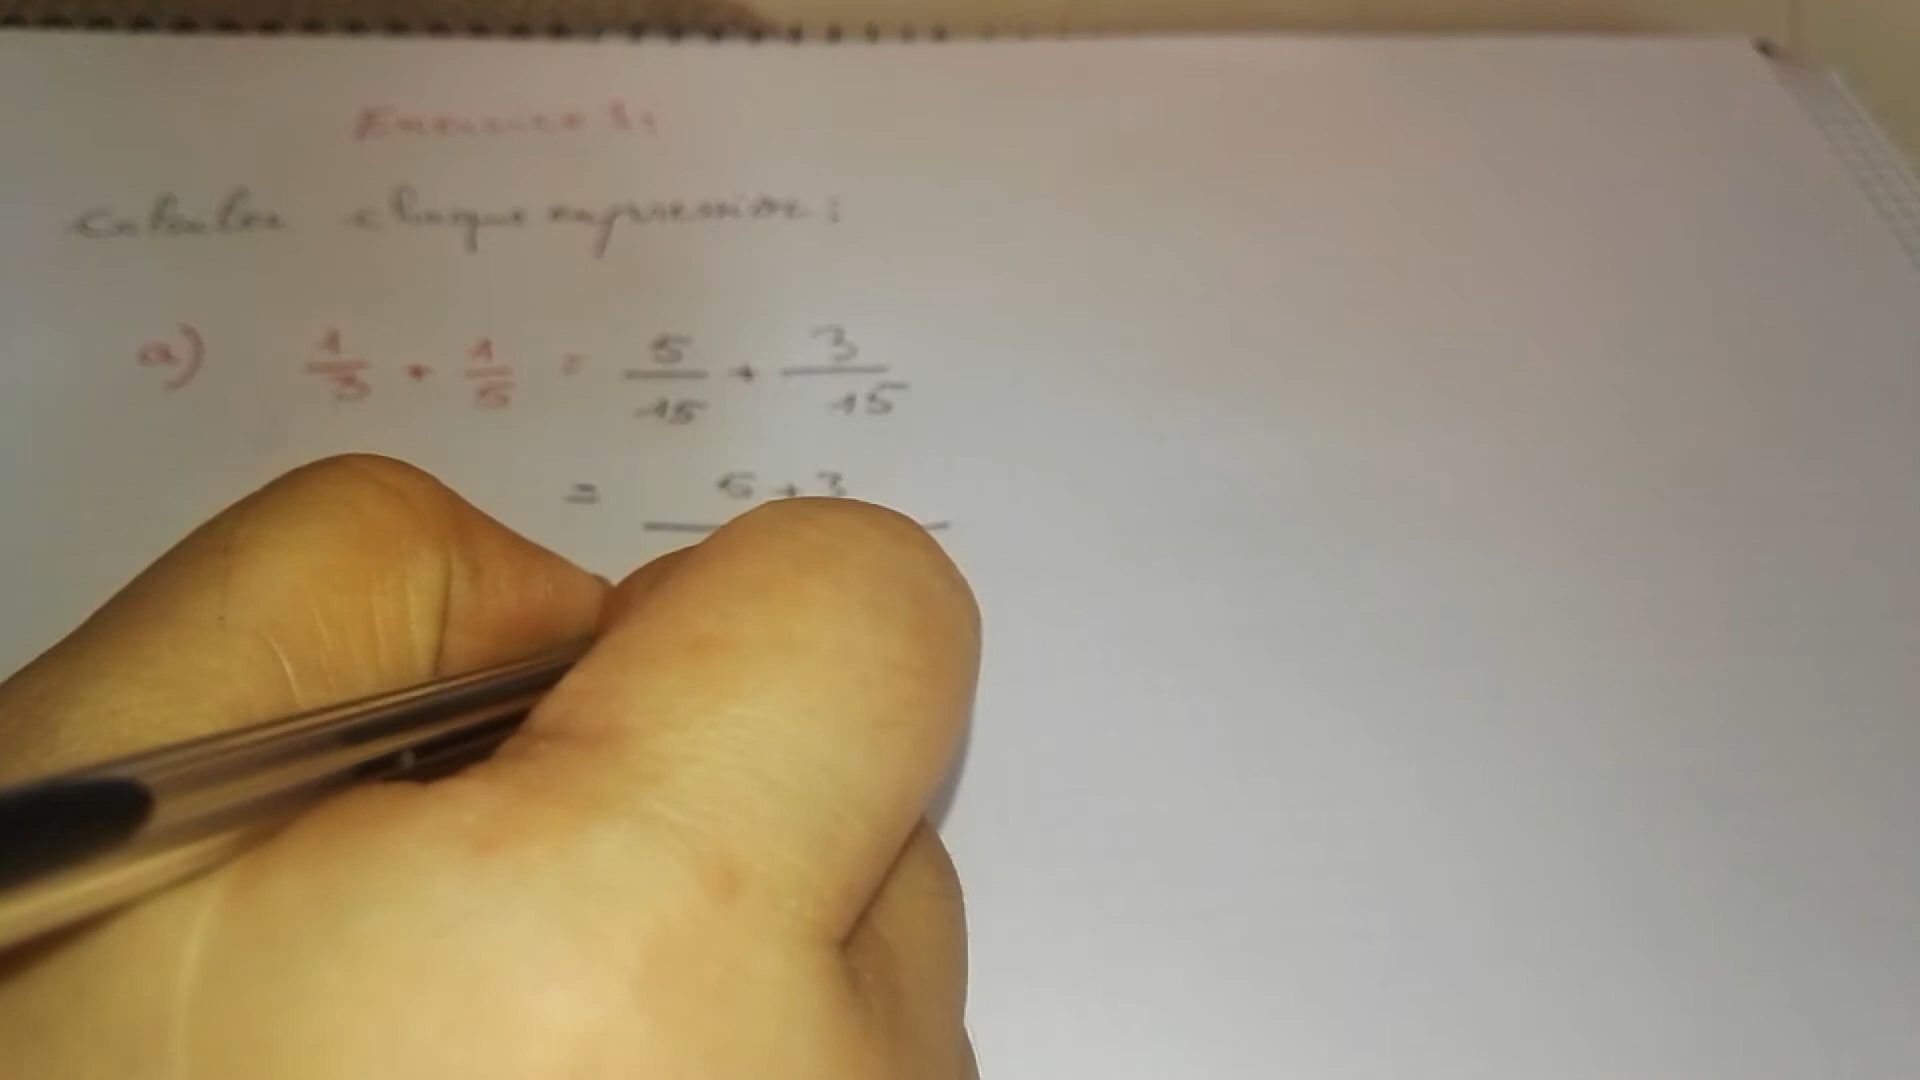 Exercice 1:
Calculer chaque expression:
a) 1/3 + 1/5 = 5/15 + 3/15
= 5+3